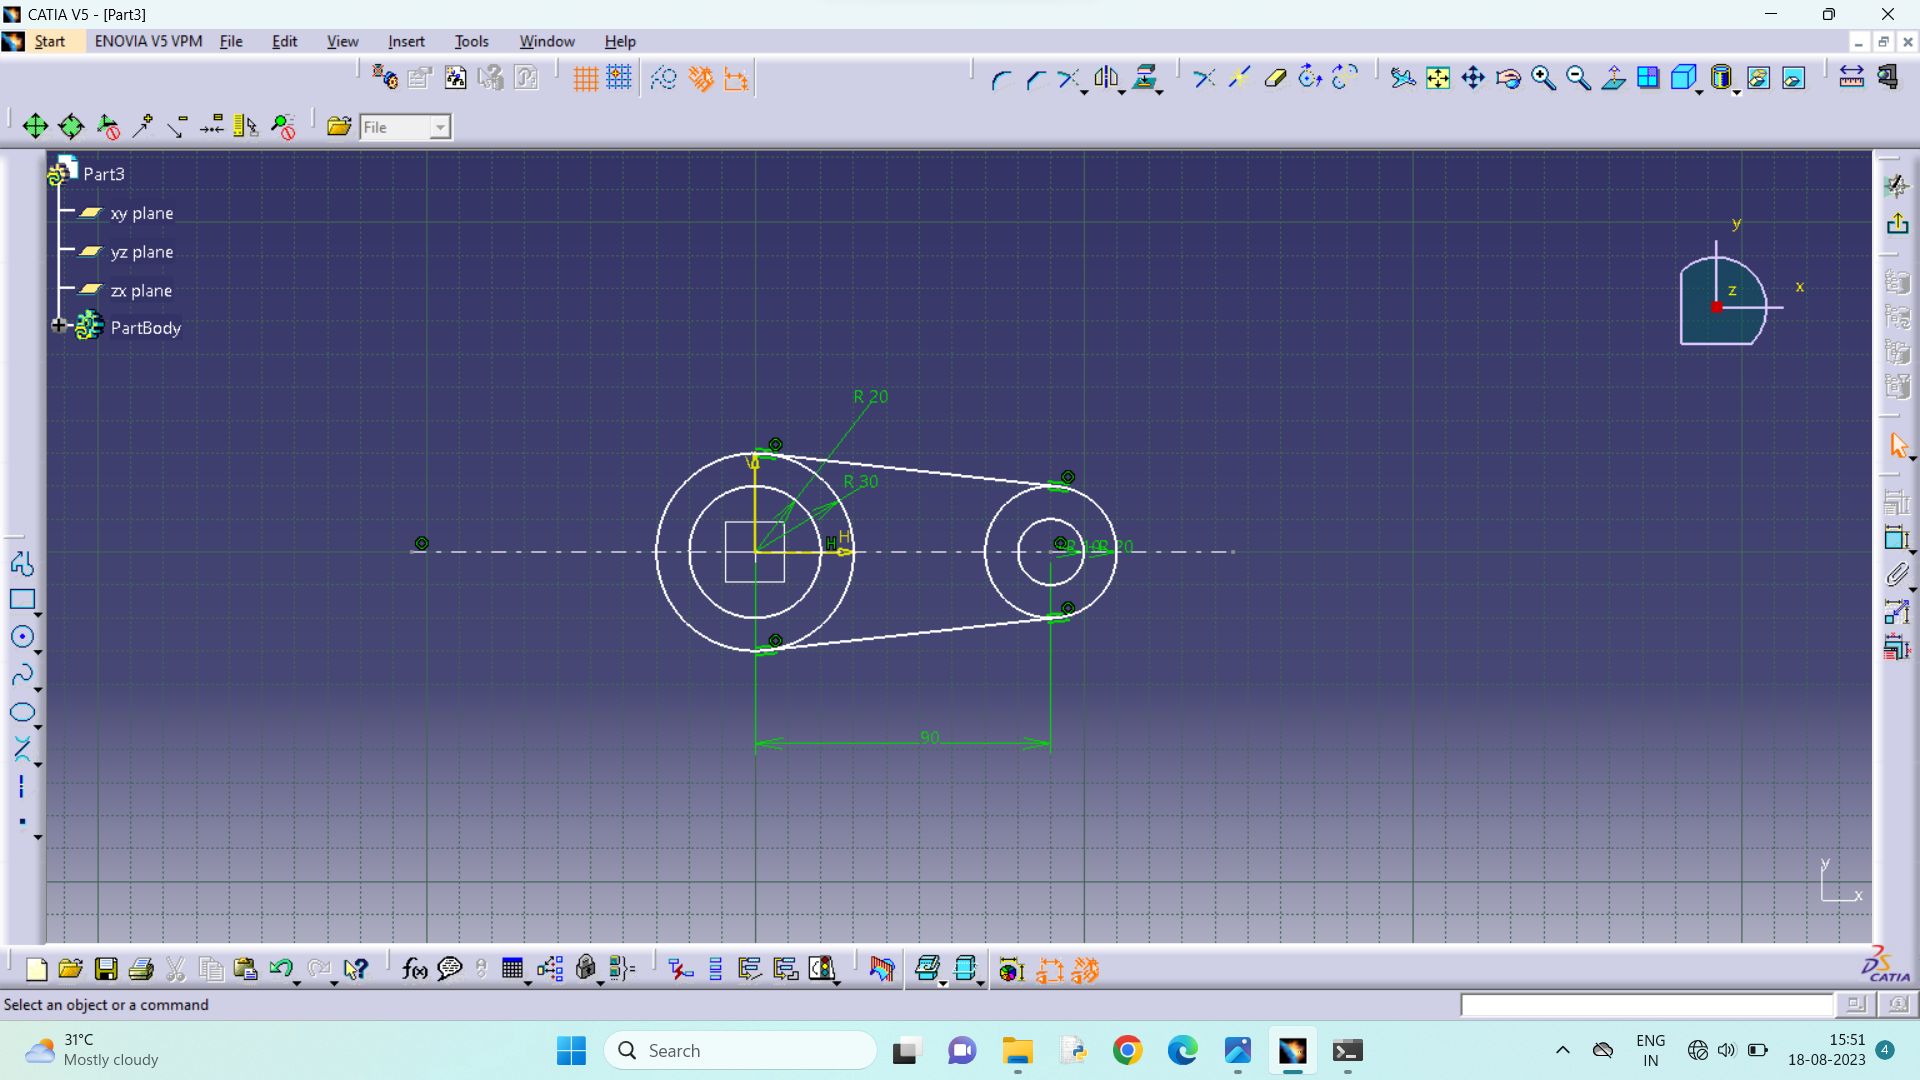 CATIA V5 - [Part3]
Start ENOVIA V5 VPM File Edit View Insert Tools Window Help
File
Part3
xy plane
yz plane
zx plane
PartBody
y
x
z
R 20
R 30
V
H
H
R 20
90
y
x
f(x)
CATIA
Select an object or a command
31°C
Mostly cloudy
Search
ENG
IN
15:51
18-08-2023
4